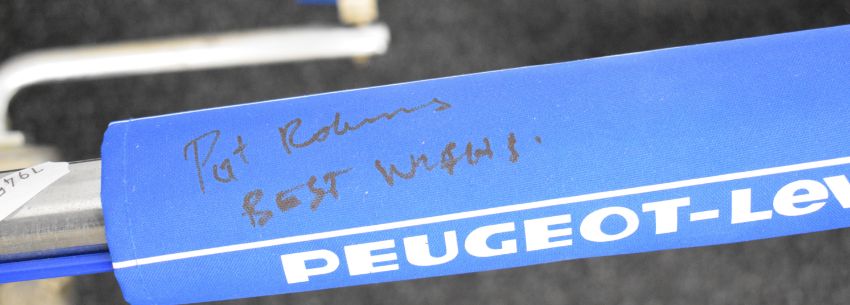 Pat Robins
BEST WISHES.
PEUGEOT-Lev